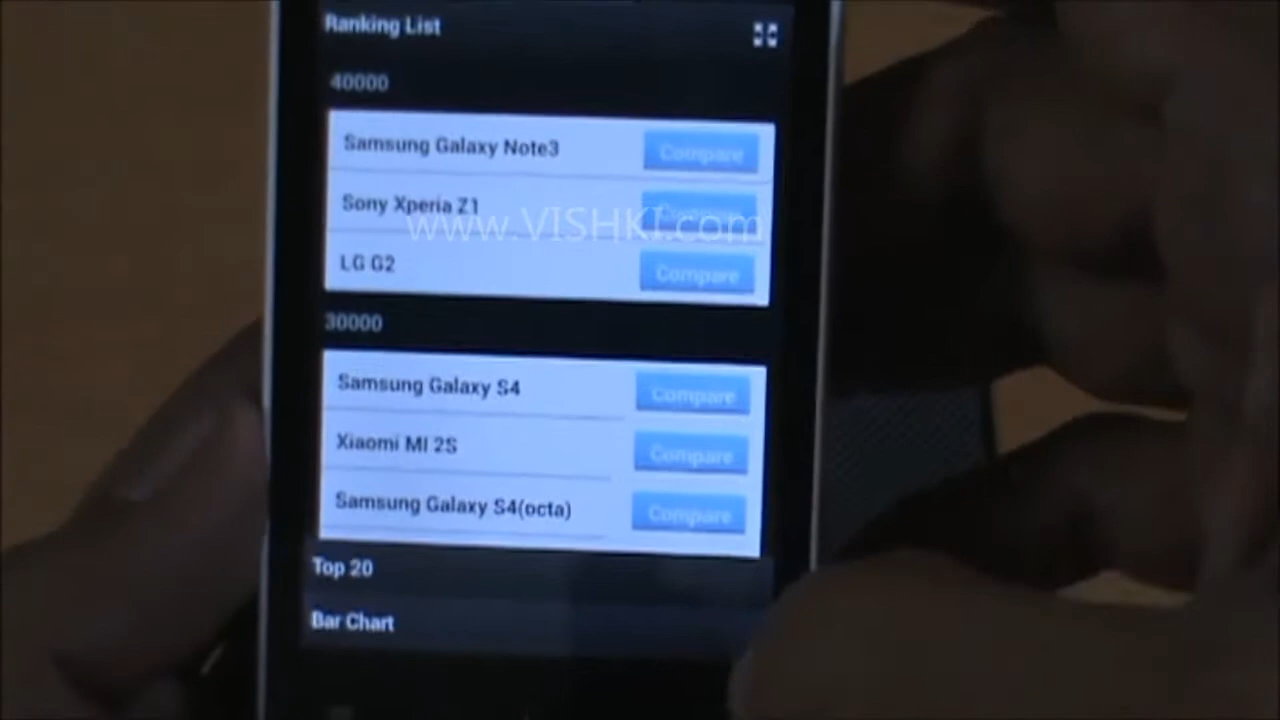 Ranking List
40000
Samsung Galaxy Note3 Compare
Sony Xperia Z1
www.VISHKI.com
LG G2 Compare
30000
Samsung Galaxy S4 Compare
Xiaomi MI 2S Compare
Samsung Galaxy S4(octa) Compare
Top 20
Bar Chart